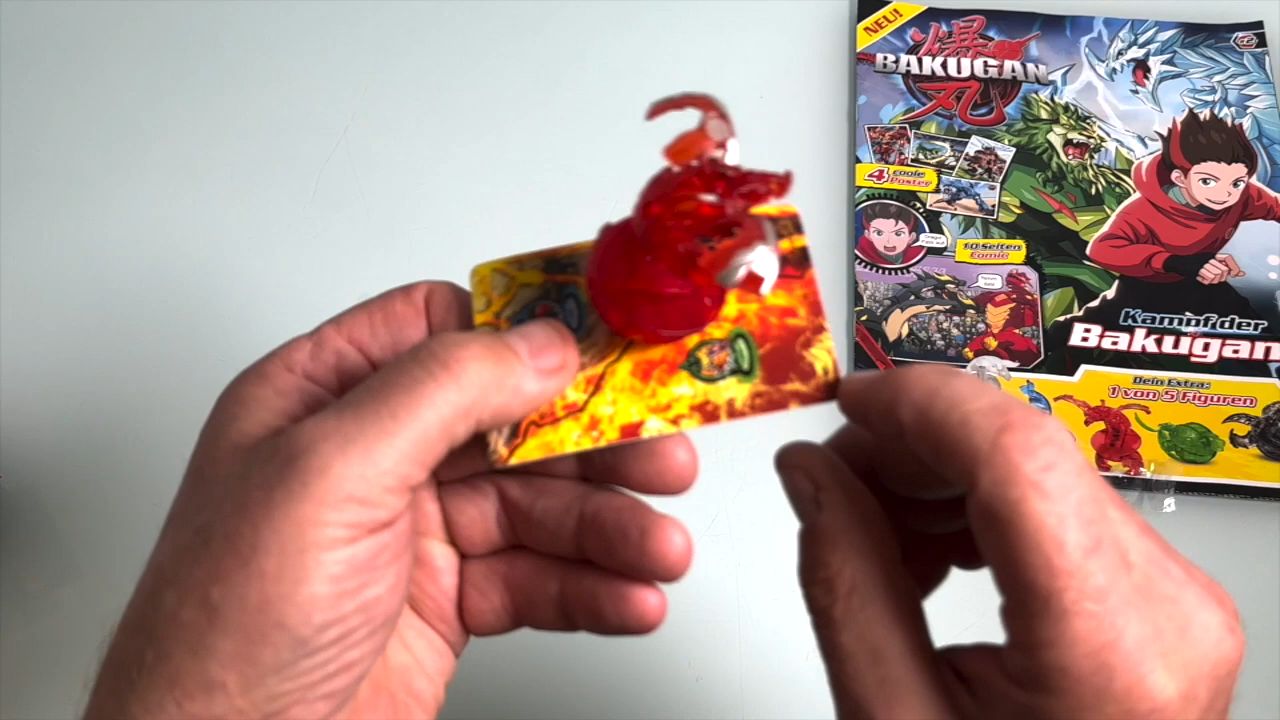 NEU!
爆
BAKUGAN
丸
4 coole
Poster
10 Seiten
Comic
Kampf der
Bakugan
Dein Extra:
1 von 5 Figuren